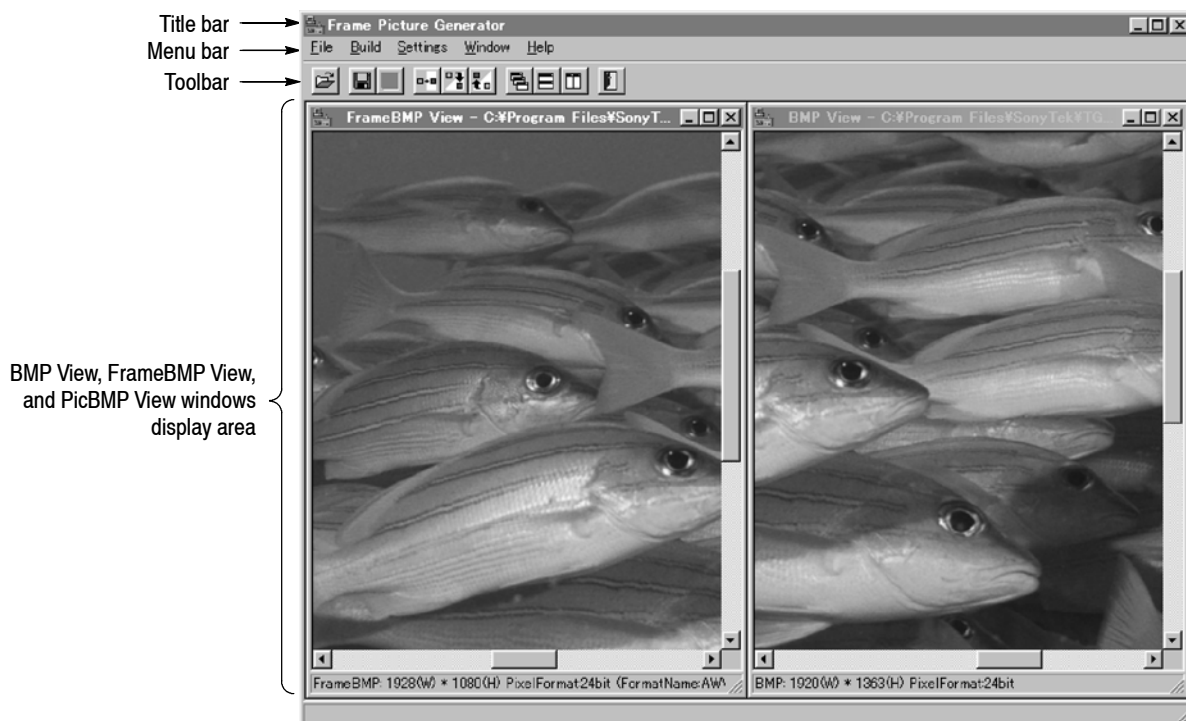 Title bar
Frame Picture Generator
Menu bar
File Build Settings Window Help
Toolbar
FrameBMP View - C:¥Program Files¥SonyT...
BMP View - C:¥Program Files¥SonyTek¥TG...
BMP View, FrameBMP View,
and PicBMP View windows
display area
FrameBMP: 1928(W) * 1080(H) PixelFormat:24bit (FormatName:AW
BMP: 1920(W) * 1363(H) PixelFormat:24bit